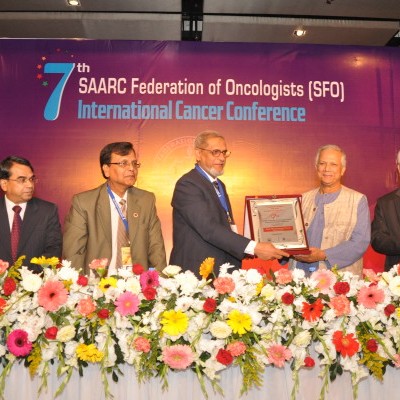 7th
SAARC Federation of Oncologists (SFO)
International Cancer Conference